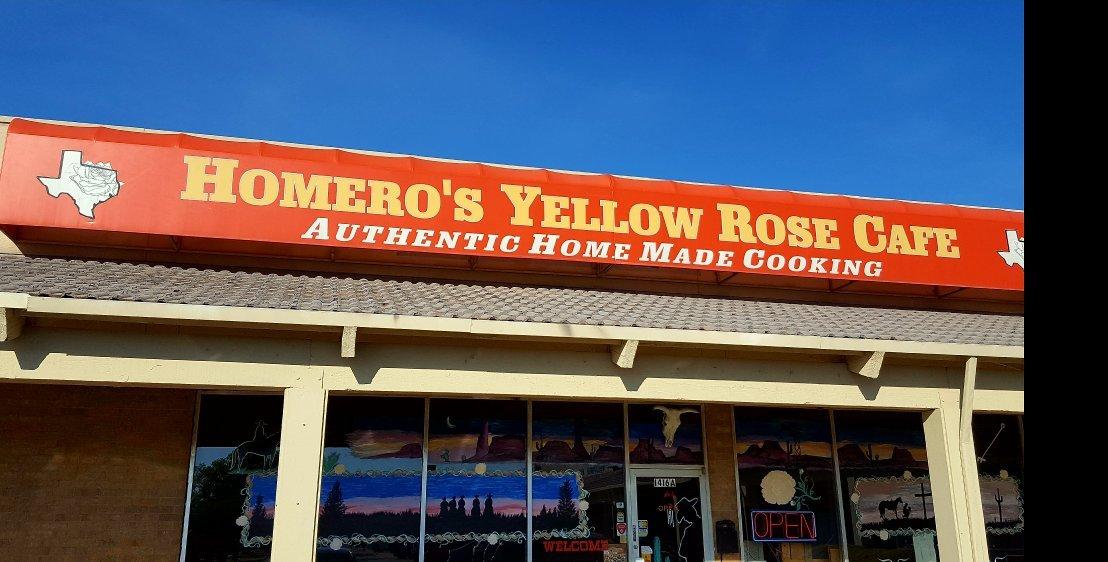 HOMERO'S YELLOW ROSE CAFE
AUTHENTIC HOME MADE COOKING
1416A
OPEN
WELCOME